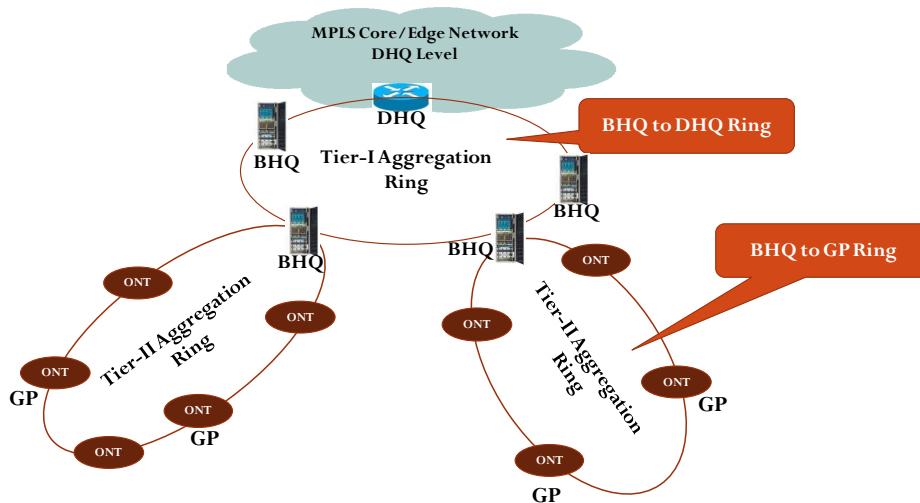 MPLS Core/Edge Network
DHQ Level
DHQ
BHQ
BHQ to DHQ Ring
Tier-I Aggregation
Ring
BHQ
BHQ
BHQ
BHQ to GP Ring
ONT
ONT
Tier-II Aggregation
Ring
ONT
ONT
Tier-II Aggregation
Ring
ONT
GP
ONT
GP
ONT
GP
ONT
ONT
GP